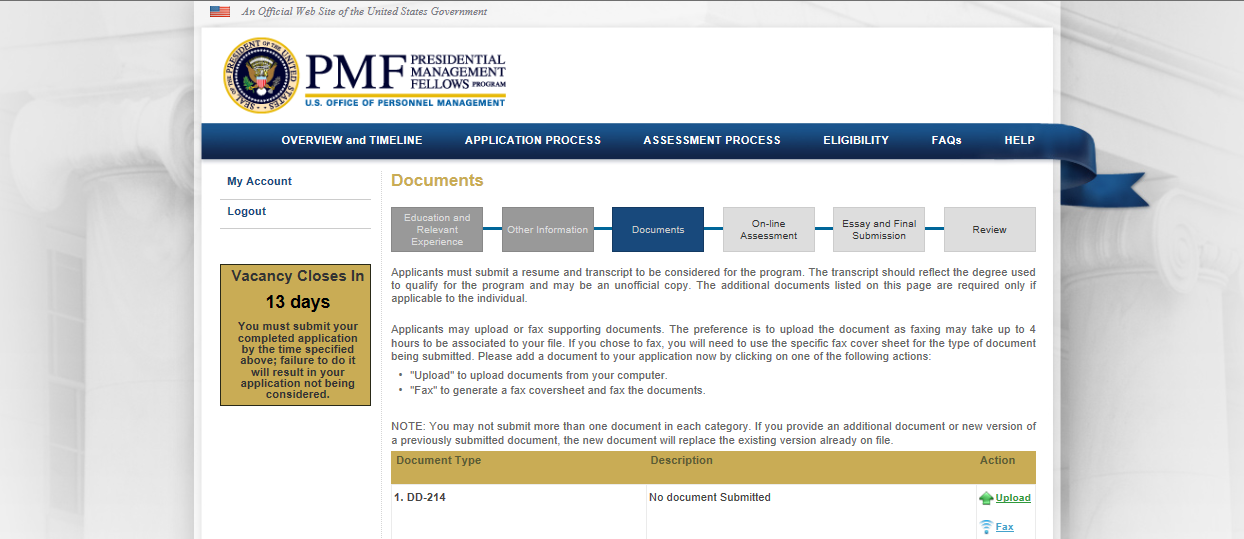 An Official Web Site of the United States Government
SEAL OF THE PRESIDENT OF THE UNITED STATES
PMF
PRESIDENTIAL
MANAGEMENT
FELLOWS PROGRAM
U.S. OFFICE OF PERSONNEL MANAGEMENT
OVERVIEW and TIMELINE APPLICATION PROCESS ASSESSMENT PROCESS ELIGIBILITY FAQs HELP
My Account
Logout
Vacancy Closes In
13 days
You must submit your
completed application
by the time specified
above; failure to do it
will result in your
application not being
considered.
Documents
Education and
Relevant
Experience
Other Information
Documents
On-line
Assessment
Essay and Final
Submission
Review
Applicants must submit a resume and transcript to be considered for the program. The transcript should reflect the degree used
to qualify for the program and may be an unofficial copy. The additional documents listed on this page are required only if
applicable to the individual.
Applicants may upload or fax supporting documents. The preference is to upload the document as faxing may take up to 4
hours to be associated to your file. If you chose to fax, you will need to use the specific fax cover sheet for the type of document
being submitted. Please add a document to your application now by clicking on one of the following actions:
• "Upload" to upload documents from your computer.
• "Fax" to generate a fax coversheet and fax the documents.
NOTE: You may not submit more than one document in each category. If you provide an additional document or new version of
a previously submitted document, the new document will replace the existing version already on file.
Document Type Description Action
1. DD-214 No document Submitted Upload
Fax